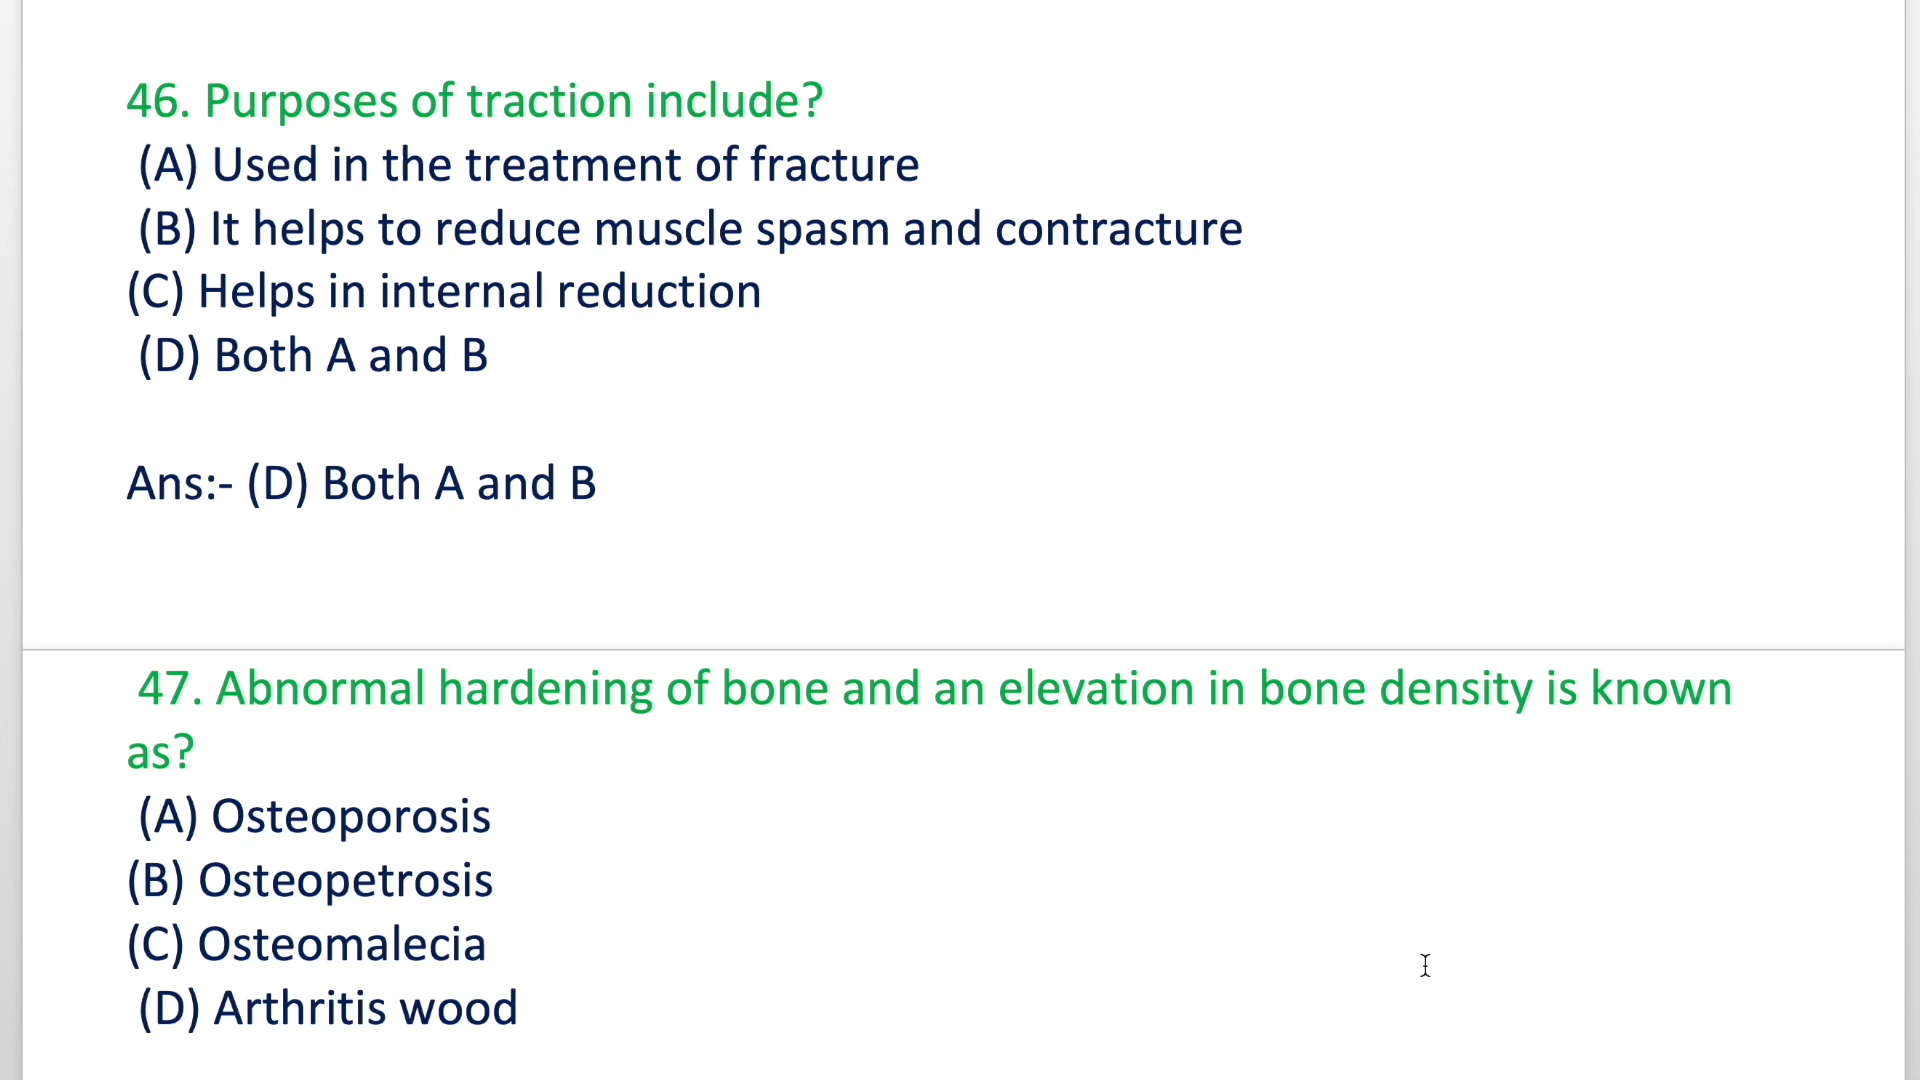 46. Purposes of traction include?
(A) Used in the treatment of fracture
(B) It helps to reduce muscle spasm and contracture
(C) Helps in internal reduction
(D) Both A and B
Ans:- (D) Both A and B
47. Abnormal hardening of bone and an elevation in bone density is known
as?
(A) Osteoporosis
(B) Osteopetrosis
(C) Osteomalecia
(D) Arthritis wood